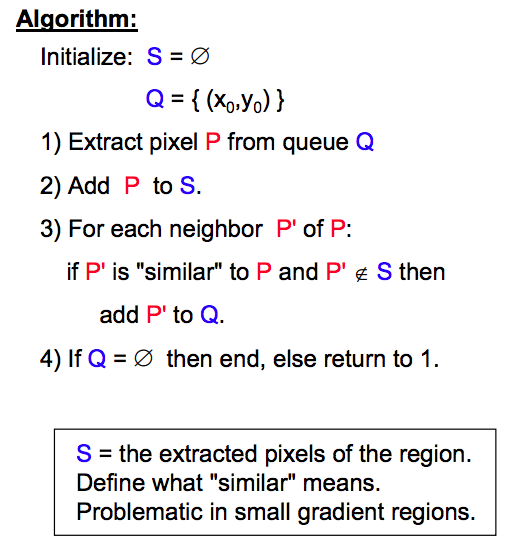 Algorithm:
Initialize: S = ∅
Q = { (x₀,y₀) }
1) Extract pixel P from queue Q
2) Add P to S.
3) For each neighbor P' of P:
if P' is "similar" to P and P' ∉ S then
add P' to Q.
4) If Q = ∅ then end, else return to 1.
S = the extracted pixels of the region.
Define what "similar" means.
Problematic in small gradient regions.